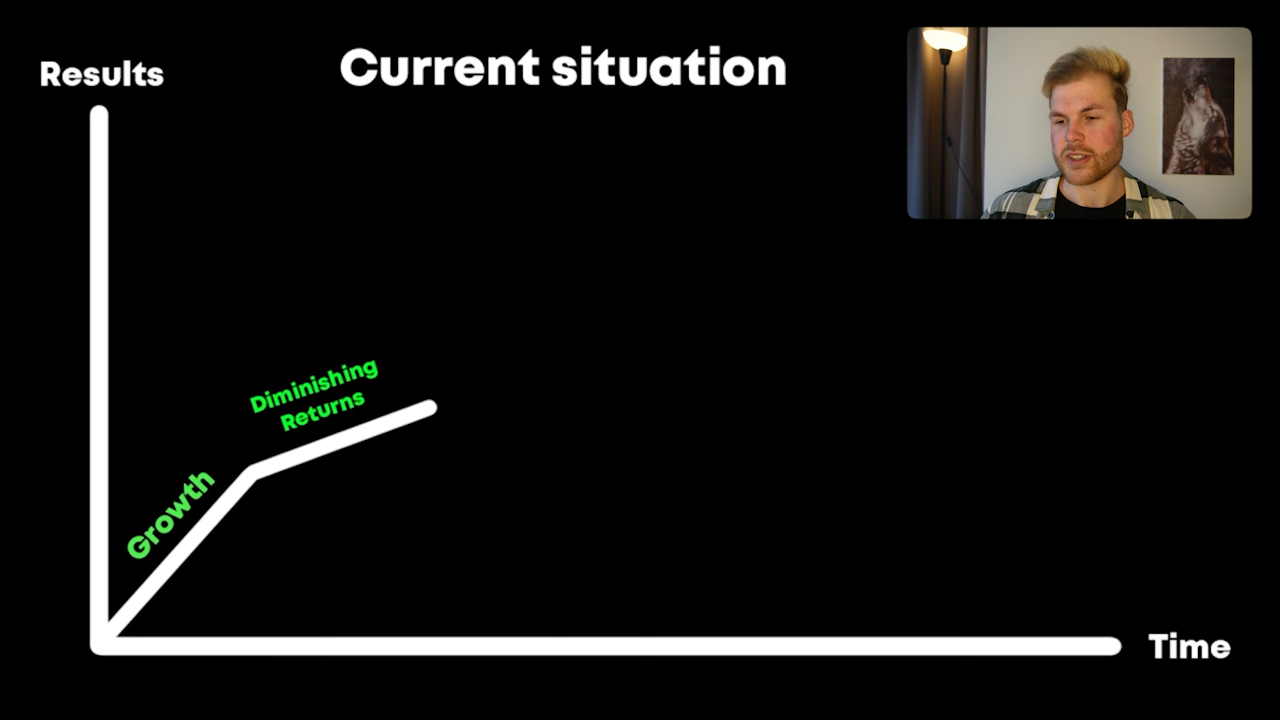 Current situation
Results
Diminishing
Returns
Growth
Time